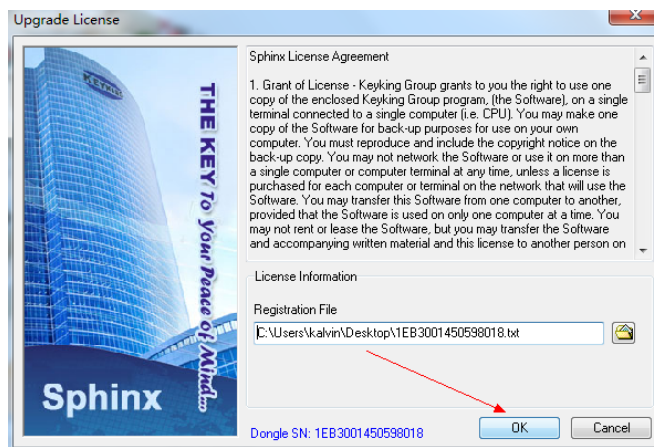 Upgrade License
KEYKING
THE KEY To Your Peace of Mind...
Sphinx
Sphinx License Agreement
1. Grant of License - Keyking Group grants to you the right to use one
copy of the enclosed Keyking Group program, (the Software), on a single
terminal connected to a single computer (i.e. CPU). You may make one
copy of the Software for back-up purposes for use on your own
computer. You must reproduce and include the copyright notice on the
back-up copy. You may not network the Software or use it on more than
a single computer or computer terminal at any time, unless a license is
purchased for each computer or terminal on the network that will use the
Software. You may transfer this Software from one computer to another,
provided that the Software is used on only one computer at a time. You
may not rent or lease the Software, but you may transfer the Software
and accompanying written material and this license to another person on
License Information
Registration File
C:\Users\kalvin\Desktop\1EB3001450598018.txt
Dongle SN: 1EB3001450598018
OK
Cancel